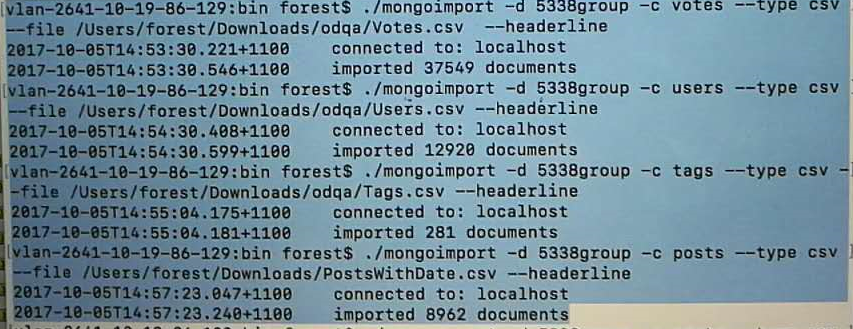 [vlan-2641-10-19-86-129:bin forest$ ./mongoimport -d 5338group -c votes --type csv
--file /Users/forest/Downloads/odqa/Votes.csv  --headerline
2017-10-05T14:53:30.221+1100    connected to: localhost
2017-10-05T14:53:30.546+1100    imported 37549 documents
[vlan-2641-10-19-86-129:bin forest$ ./mongoimport -d 5338group -c users --type csv
--file /Users/forest/Downloads/odqa/Users.csv --headerline
2017-10-05T14:54:30.408+1100    connected to: localhost
2017-10-05T14:54:30.599+1100    imported 12920 documents
[vlan-2641-10-19-86-129:bin forest$ ./mongoimport -d 5338group -c tags --type csv -]
-file /Users/forest/Downloads/odqa/Tags.csv --headerline
2017-10-05T14:55:04.175+1100    connected to: localhost
2017-10-05T14:55:04.181+1100    imported 281 documents
[vlan-2641-10-19-86-129:bin forest$ ./mongoimport -d 5338group -c posts --type csv ]
--file /Users/forest/Downloads/PostsWithDate.csv --headerline
2017-10-05T14:57:23.047+1100    connected to: localhost
2017-10-05T14:57:23.240+1100    imported 8962 documents